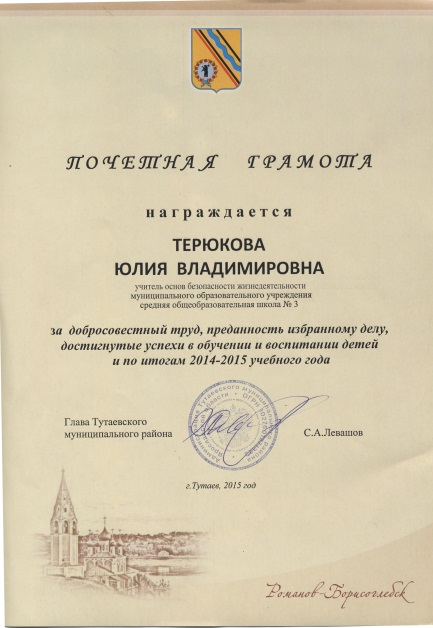 ПОЧЕТНАЯ ГРАМОТА
награждается
ТЕРЮКОВА
ЮЛИЯ ВЛАДИМИРОВНА
учитель основ безопасности жизнедеятельности
муниципального образовательного учреждения
средняя общеобразовательная школа № 3
за добросовестный труд, преданность избранному делу,
достигнутые успехи в обучении и воспитании детей
и по итогам 2014-2015 учебного года
Глава Тутаевского
муниципального района
С.А.Левашов
г.Тутаев, 2015 год
Романов-Борисоглебск